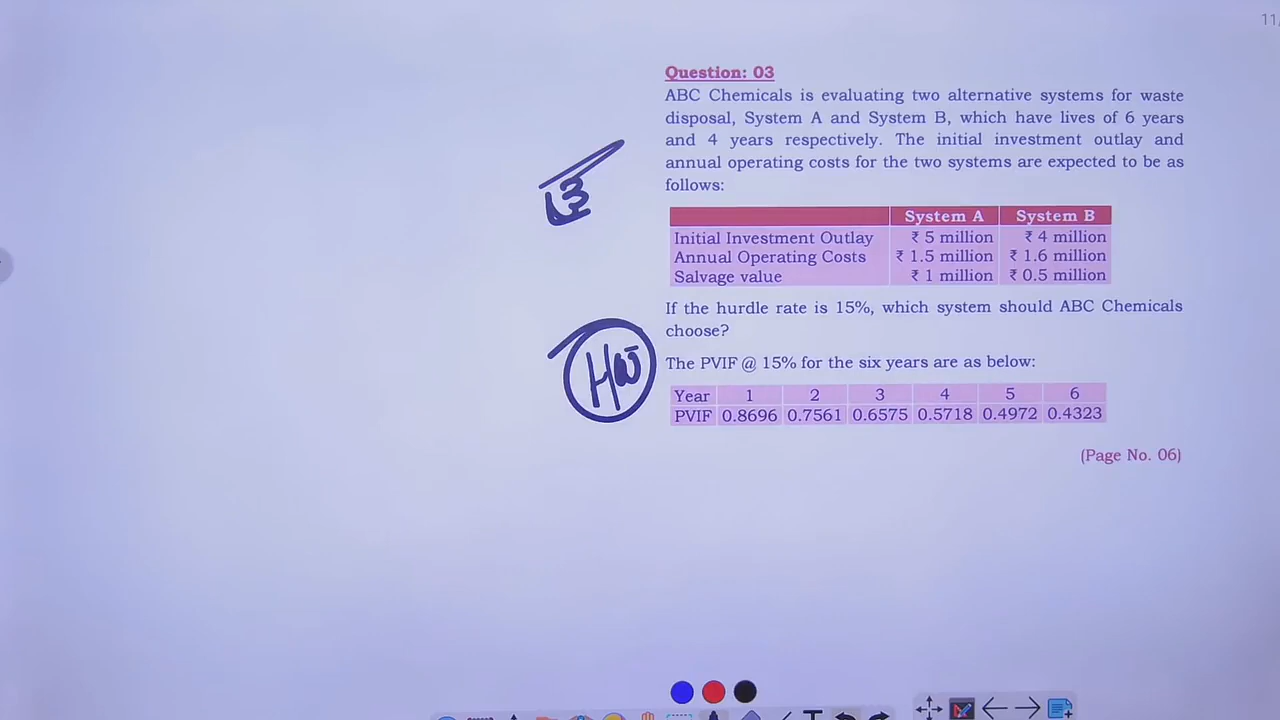 11/
Question: 03
ABC Chemicals is evaluating two alternative systems for waste
disposal, System A and System B, which have lives of 6 years
and 4 years respectively. The initial investment outlay and
annual operating costs for the two systems are expected to be as
follows:
System A System B
Initial Investment Outlay ₹ 5 million ₹ 4 million
Annual Operating Costs ₹ 1.5 million ₹ 1.6 million
Salvage value ₹ 1 million ₹ 0.5 million
If the hurdle rate is 15%, which system should ABC Chemicals
choose?
HW
The PVIF @ 15% for the six years are as below:
Year 1 2 3 4 5 6
PVIF 0.8696 0.7561 0.6575 0.5718 0.4972 0.4323
(Page No. 06)